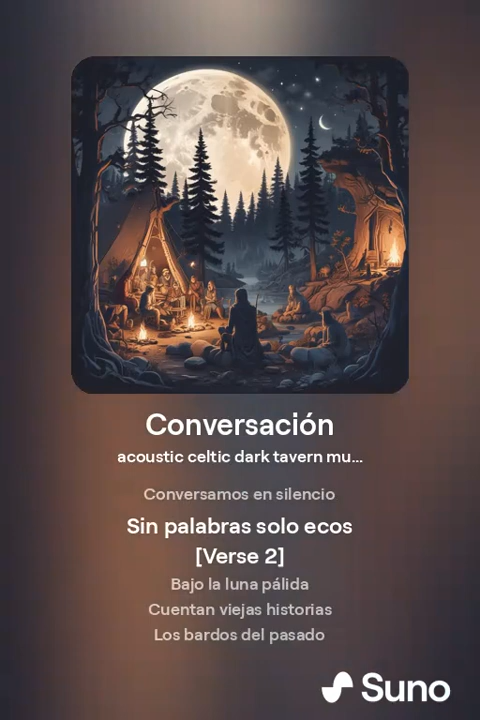 Conversación
acoustic celtic dark tavern mu...
Conversamos en silencio
Sin palabras solo ecos
[Verse 2]
Bajo la luna pálida
Cuentan viejas historias
Los bardos del pasado
Suno